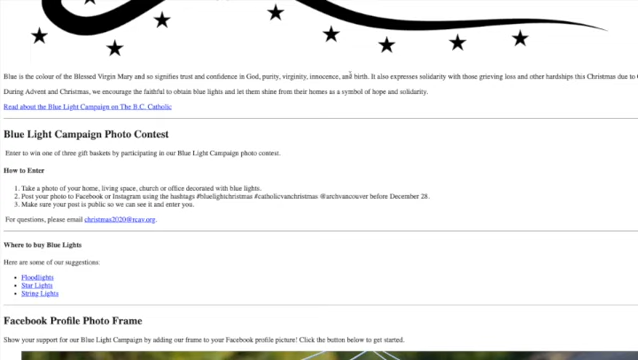 Blue is the colour of the Blessed Virgin Mary and so signifies trust and confidence in God, purity, virginity, innocence, and birth. It also expresses solidarity with those grieving loss and other hardships this Christmas due to
During Advent and Christmas, we encourage the faithful to obtain blue lights and let them shine from their homes as a symbol of hope and solidarity.
Read about the Blue Light Campaign on The B.C. Catholic
Blue Light Campaign Photo Contest
Enter to win one of three gift baskets by participating in our Blue Light Campaign photo contest.
How to Enter
1. Take a photo of your home, living space, church or office decorated with blue lights.
2. Post your photo to Facebook or Instagram using the hashtags #bluelightchristmas #catholicvanchristmas @archvancouver before December 28.
3. Make sure your post is public so we can see it and enter you.
For questions, please email christmas2020@rcav.org.
Where to buy Blue Lights
Here are some of our suggestions:
• Floodlights
• Star Lights
• String Lights
Facebook Profile Photo Frame
Show your support for our Blue Light Campaign by adding our frame to your Facebook profile picture! Click the button below to get started.